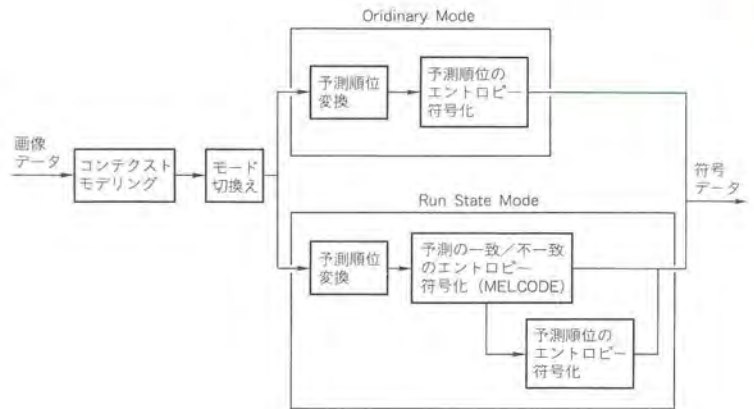 Oridinary Mode
予測順位
変換
予測順位の
エントロピー
符号化
画像
データ
コンテクスト
モデリング
モード
切換え
符号
データ
Run State Mode
予測順位
変換
予測の一致/不一致
のエントロピー
符号化 (MELCODE)
予測順位の
エントロピー
符号化